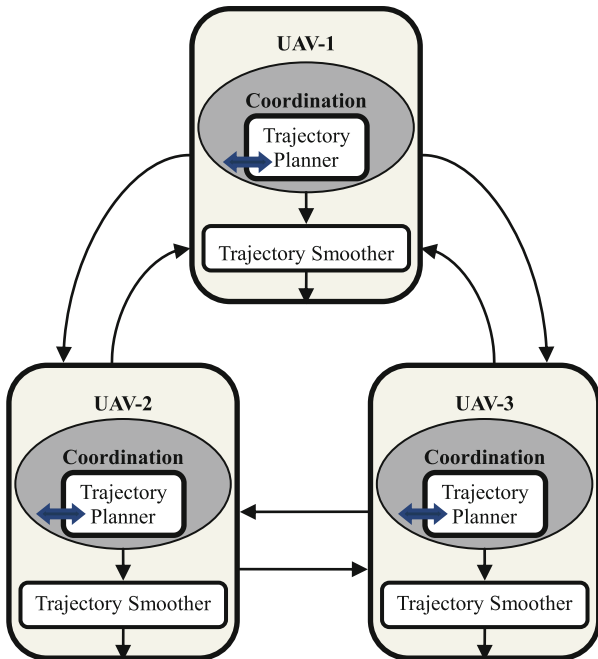 UAV-1
Coordination
Trajectory
Planner
Trajectory Smoother
UAV-2
Coordination
Trajectory
Planner
Trajectory Smoother
UAV-3
Coordination
Trajectory
Planner
Trajectory Smoother